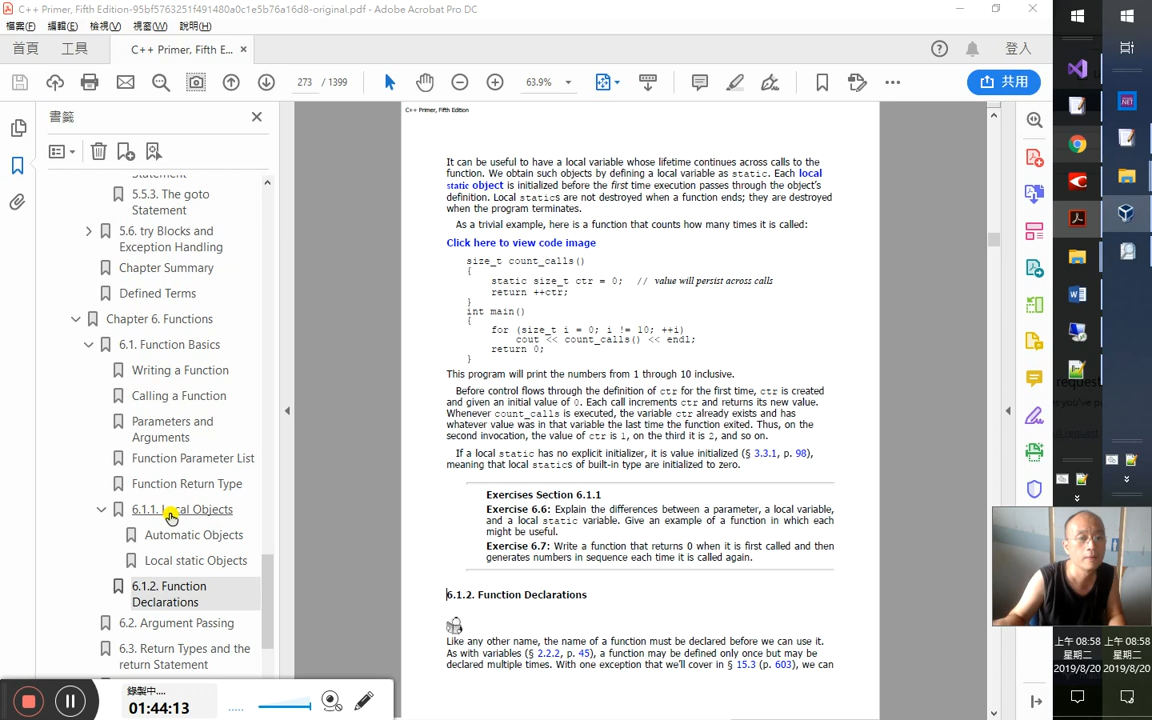 C++ Primer, Fifth Edition-95bf5763251f491480a0c1e5b76a16d8-original.pdf - Adobe Acrobat Pro DC
檔案(F) 編輯(E) 檢視(V) 視窗(W) 說明(H)
首頁 工具 C++ Primer, Fifth E... × 登入
273 / 1399 63.9% 共用
書籤
Statement
5.5.3. The goto
Statement
5.6. try Blocks and
Exception Handling
Chapter Summary
Defined Terms
Chapter 6. Functions
6.1. Function Basics
Writing a Function
Calling a Function
Parameters and
Arguments
Function Parameter List
Function Return Type
6.1.1. Local Objects
Automatic Objects
Local static Objects
6.1.2. Function
Declarations
6.2. Argument Passing
6.3. Return Types and the
return Statement
C++ Primer, Fifth Edition
It can be useful to have a local variable whose lifetime continues across calls to the
function. We obtain such objects by defining a local variable as static. Each local
static object is initialized before the first time execution passes through the object's
definition. Local statics are not destroyed when a function ends; they are destroyed
when the program terminates.
As a trivial example, here is a function that counts how many times it is called:
Click here to view code image
size_t count_calls()
{
static size_t ctr = 0; // value will persist across calls
return ++ctr;
}
int main()
{
for (size_t i = 0; i != 10; ++i)
cout << count_calls() << endl;
return 0;
}
This program will print the numbers from 1 through 10 inclusive.
Before control flows through the definition of ctr for the first time, ctr is created
and given an initial value of 0. Each call increments ctr and returns its new value.
Whenever count_calls is executed, the variable ctr already exists and has
whatever value was in that variable the last time the function exited. Thus, on the
second invocation, the value of ctr is 1, on the third it is 2, and so on.
If a local static has no explicit initializer, it is value initialized (§ 3.3.1, p. 98),
meaning that local statics of built-in type are initialized to zero.
Exercises Section 6.1.1
Exercise 6.6: Explain the differences between a parameter, a local variable,
and a local static variable. Give an example of a function in which each
might be useful.
Exercise 6.7: Write a function that returns 0 when it is first called and then
generates numbers in sequence each time it is called again.
6.1.2. Function Declarations
Like any other name, the name of a function must be declared before we can use it.
As with variables (§ 2.2.2, p. 45), a function may be defined only once but may be
declared multiple times. With one exception that we'll cover in § 15.3 (p. 603), we can
錄製中....
01:44:13
.NET
上午 08:58 上午 08:58
星期二 星期二
2019/8/20 2019/8/20